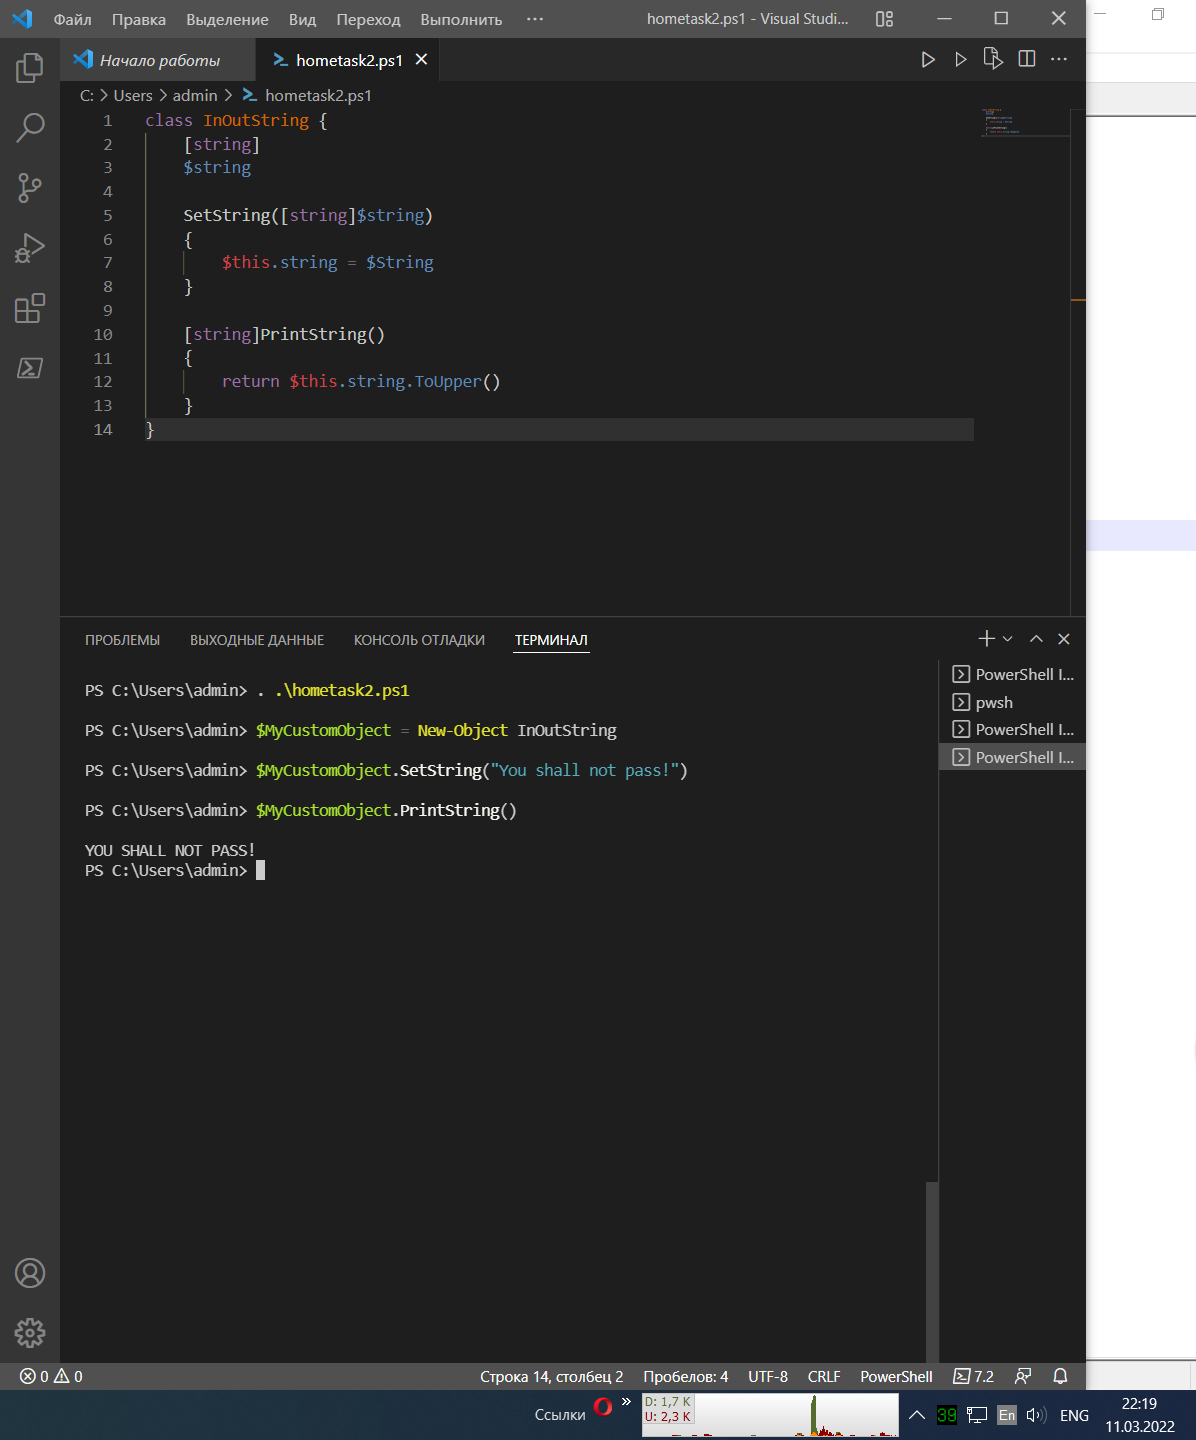 Файл Правка Выделение Вид Переход Выполнить ··· hometask2.ps1 - Visual Studi...
Начало работы hometask2.ps1
C: > Users > admin > hometask2.ps1
1 class InOutString {
2 [string]
3 $string
4
5 SetString([string]$string)
6 {
7 $this.string = $String
8 }
9
10 [string]PrintString()
11 {
12 return $this.string.ToUpper()
13 }
14 }
ПРОБЛЕМЫ ВЫХОДНЫЕ ДАННЫЕ КОНСОЛЬ ОТЛАДКИ ТЕРМИНАЛ
PowerShell I...
pwsh
PowerShell I...
PowerShell I...
PS C:\Users\admin> . .\hometask2.ps1
PS C:\Users\admin> $MyCustomObject = New-Object InOutString
PS C:\Users\admin> $MyCustomObject.SetString("You shall not pass!")
PS C:\Users\admin> $MyCustomObject.PrintString()
YOU SHALL NOT PASS!
PS C:\Users\admin>
0 0 Строка 14, столбец 2 Пробелов: 4 UTF-8 CRLF PowerShell 7.2
Ссылки » D: 1,7 K
U: 2,3 K
39 En ENG 22:19
11.03.2022